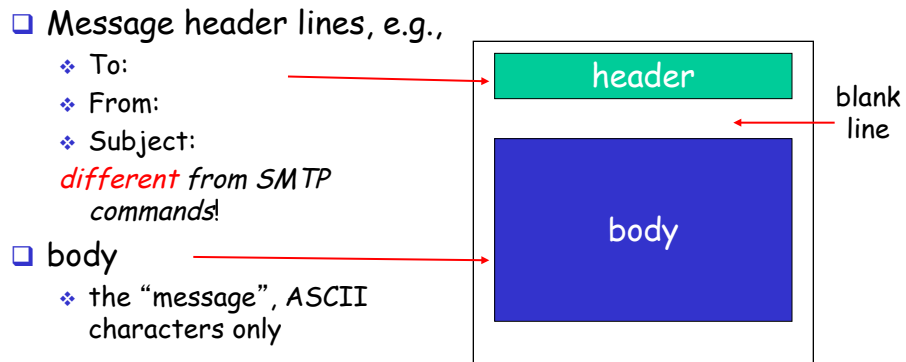 Message header lines, e.g.,
To:
From:
Subject:
different from SMTP
commands!
body
the “message”, ASCII
characters only
header
blank
line
body